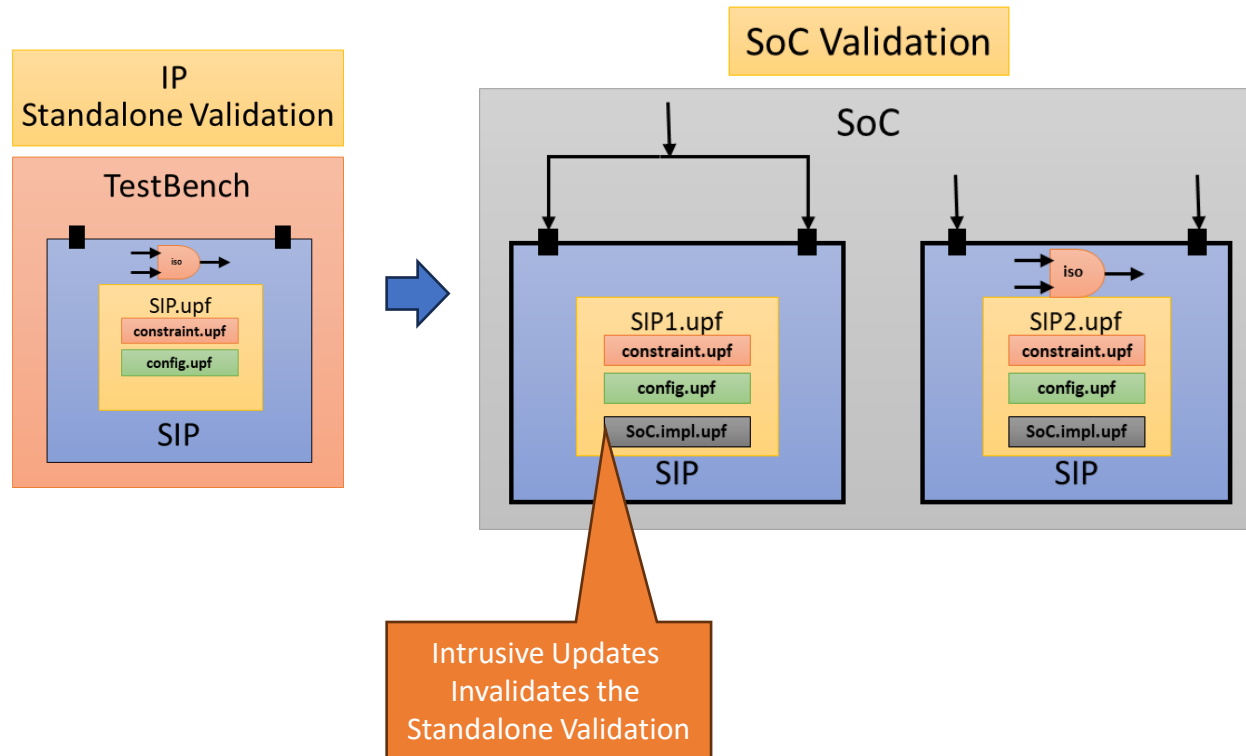 IP
Standalone Validation
TestBench
iso
SIP.upf
constraint.upf
config.upf
SIP
SoC Validation
SoC
SIP1.upf
constraint.upf
config.upf
SoC.impl.upf
SIP
iso
SIP2.upf
constraint.upf
config.upf
SoC.impl.upf
SIP
Intrusive Updates
Invalidates the
Standalone Validation